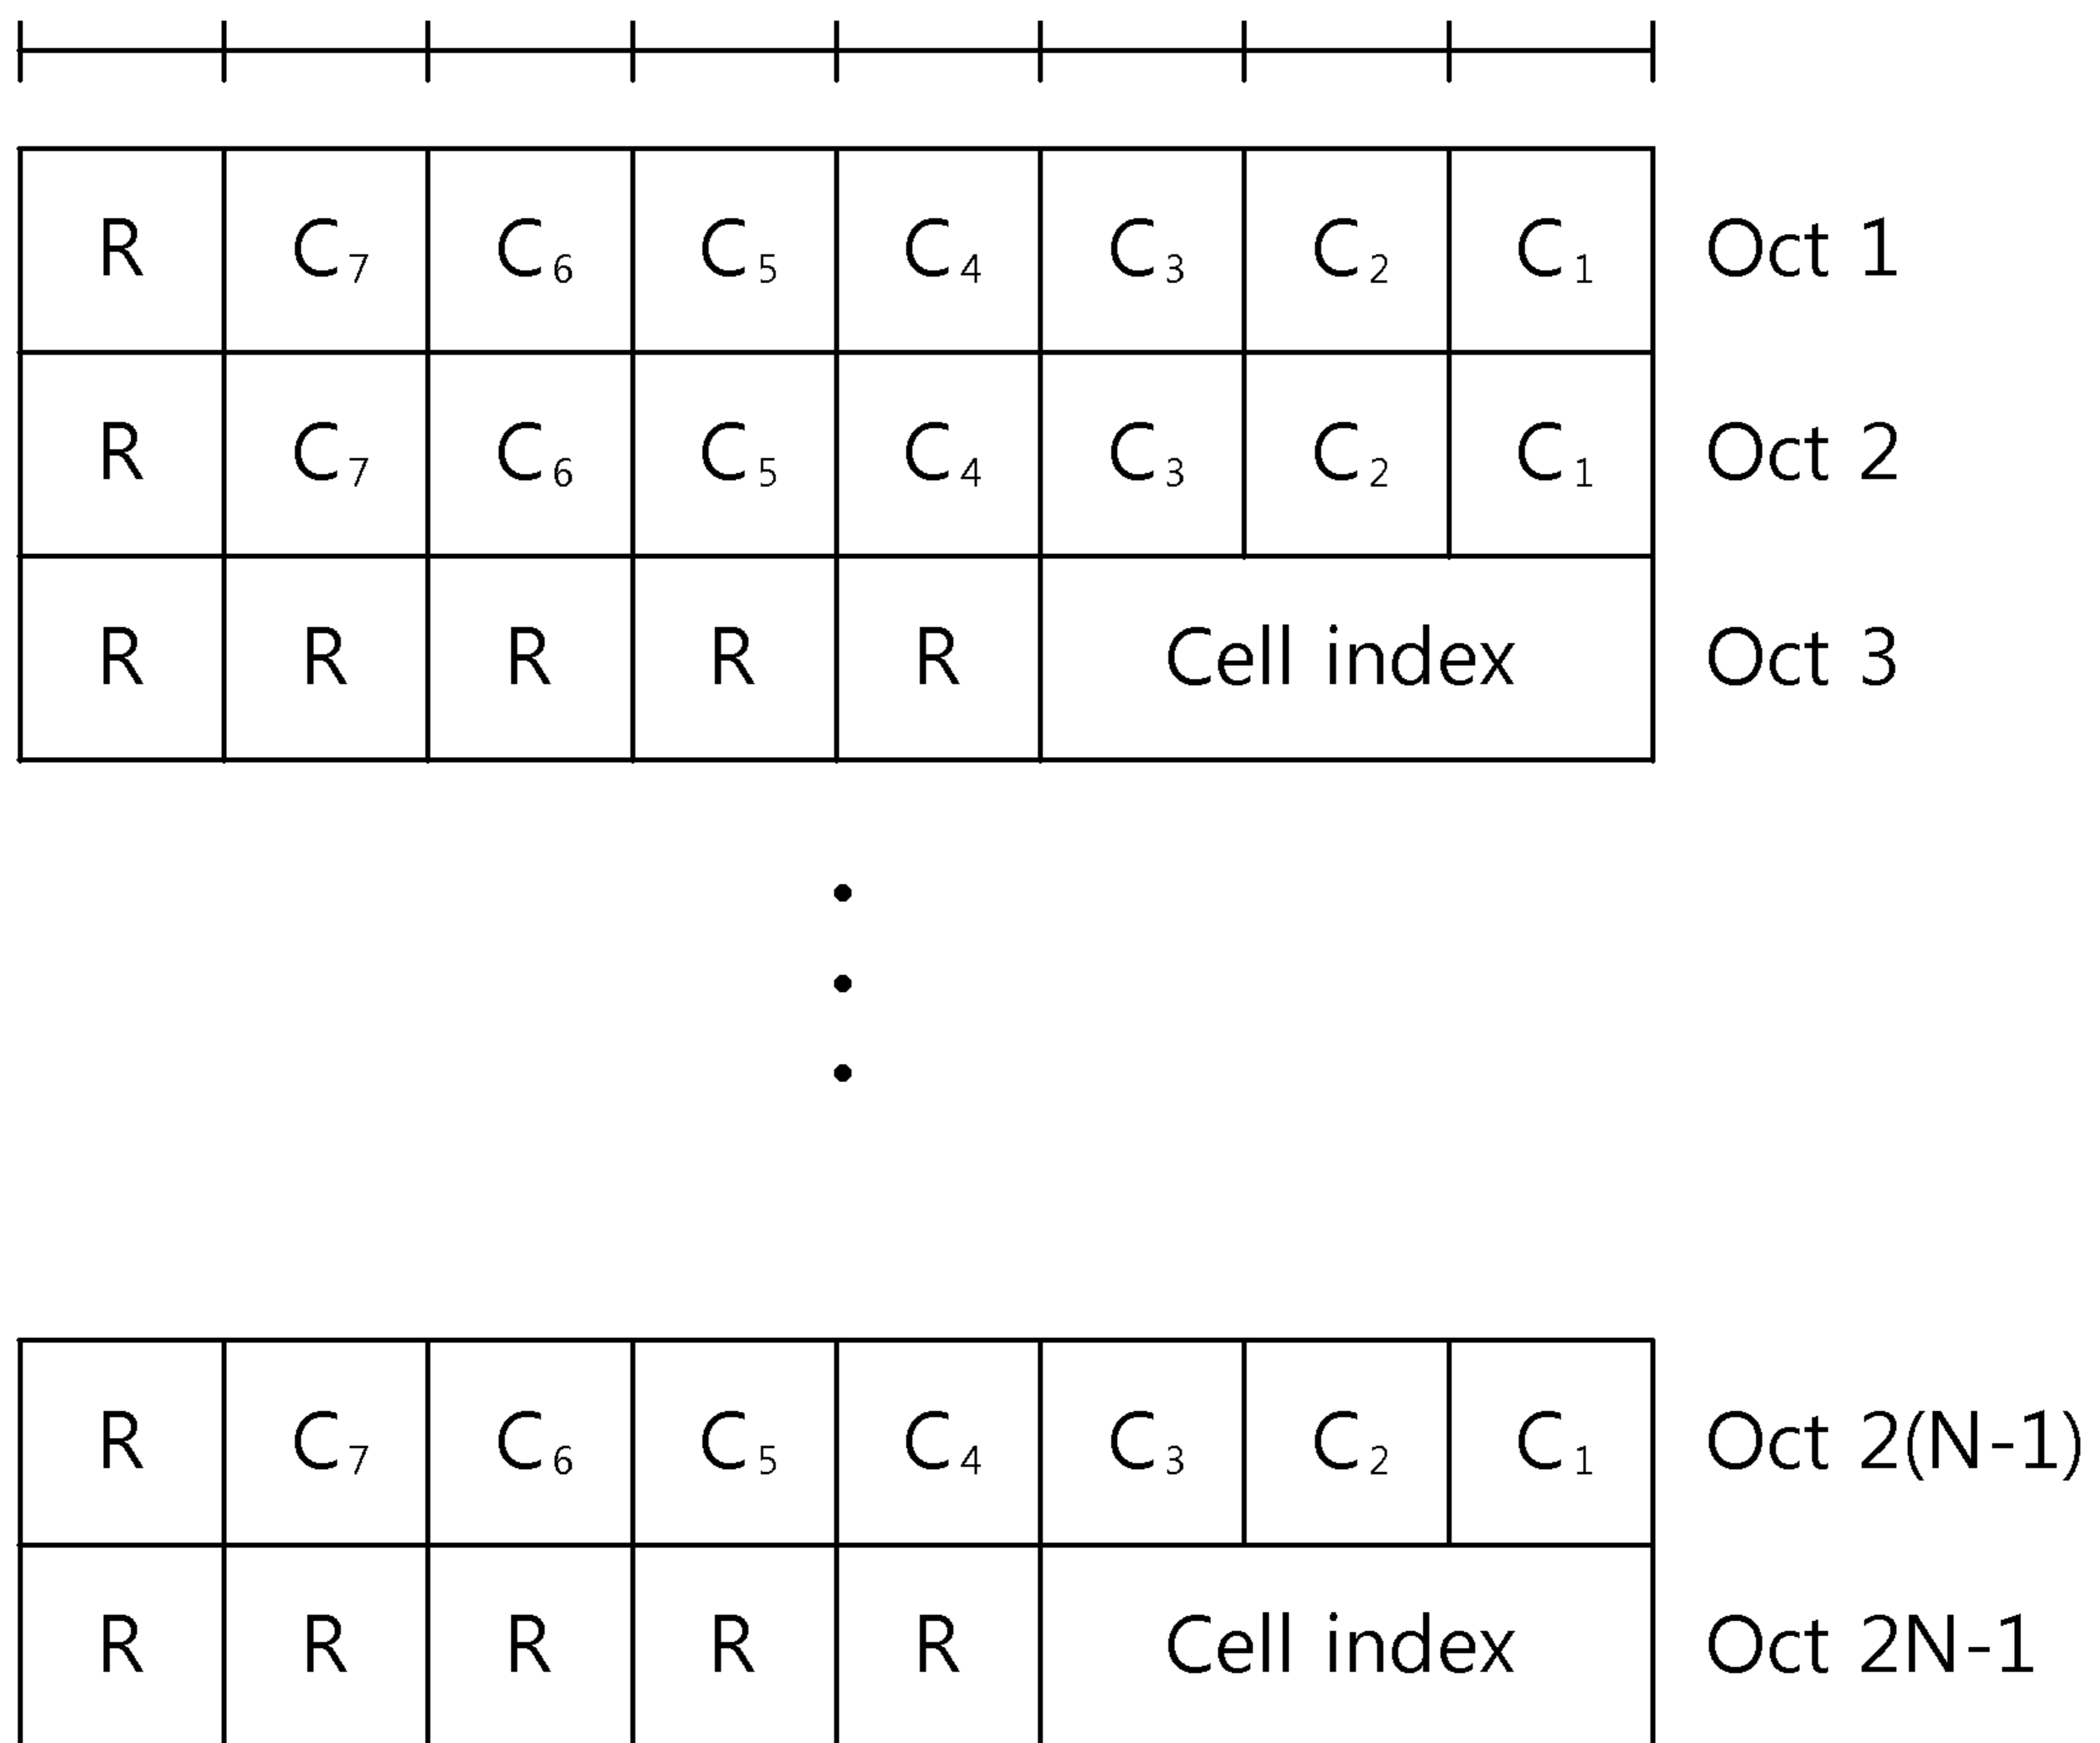 R C₇ C₆ C₅ C₄ C₃ C₂ C₁ Oct 1
R C₇ C₆ C₅ C₄ C₃ C₂ C₁ Oct 2
R R R R R Cell index Oct 3
R C₇ C₆ C₅ C₄ C₃ C₂ C₁ Oct 2(N-1)
R R R R R Cell index Oct 2N-1